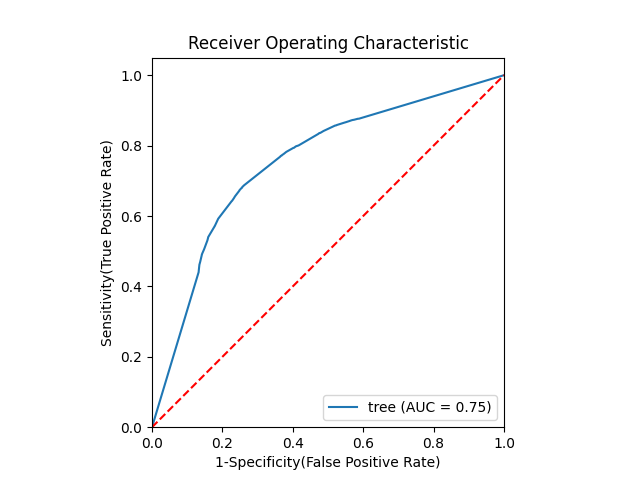 Receiver Operating Characteristic
Sensitivity(True Positive Rate)
1.0
0.8
0.6
0.4
0.2
0.0
tree (AUC = 0.75)
0.0 0.2 0.4 0.6 0.8 1.0
1-Specificity(False Positive Rate)